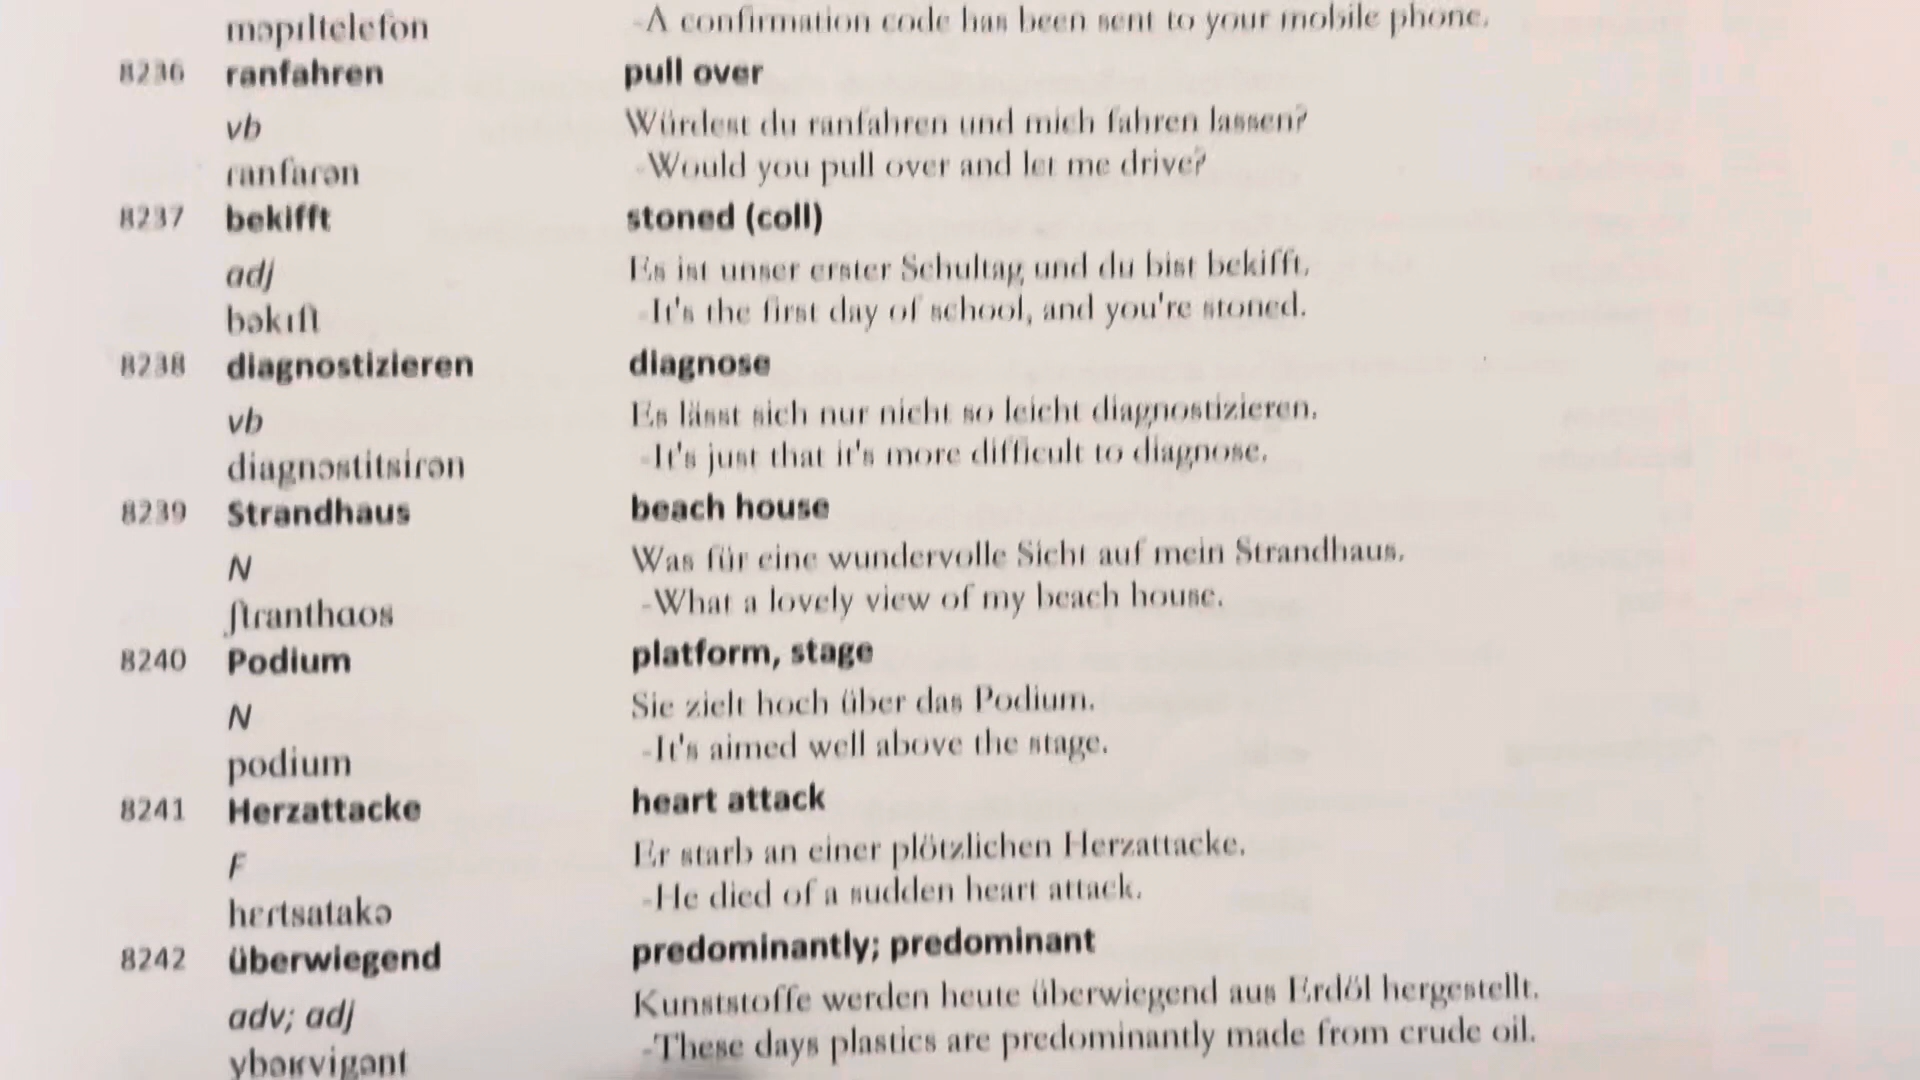 mɔpɪltelefon
-A confirmation code has been sent to your mobile phone.
8236 ranfahren pull over
vb Würdest du ranfahren und mich fahren lassen?
ranfarən -Would you pull over and let me drive?
8237 bekifft stoned (coll)
adj Es ist unser erster Schultag und du bist bekifft.
bəkɪft -It's the first day of school, and you're stoned.
8238 diagnostizieren diagnose
vb Es lässt sich nur nicht so leicht diagnostizieren.
diagnɔstitsirən -It's just that it's more difficult to diagnose.
8239 Strandhaus beach house
N Was für eine wundervolle Sicht auf mein Strandhaus.
ʃtranthɑos -What a lovely view of my beach house.
8240 Podium platform, stage
N Sie zielt hoch über das Podium.
podium -It's aimed well above the stage.
8241 Herzattacke heart attack
F Er starb an einer plötzlichen Herzattacke.
hɛrtsatakə -He died of a sudden heart attack.
8242 überwiegend predominantly; predominant
adv; adj Kunststoffe werden heute überwiegend aus Erdöl hergestellt.
ybəʁvigənt -These days plastics are predominantly made from crude oil.